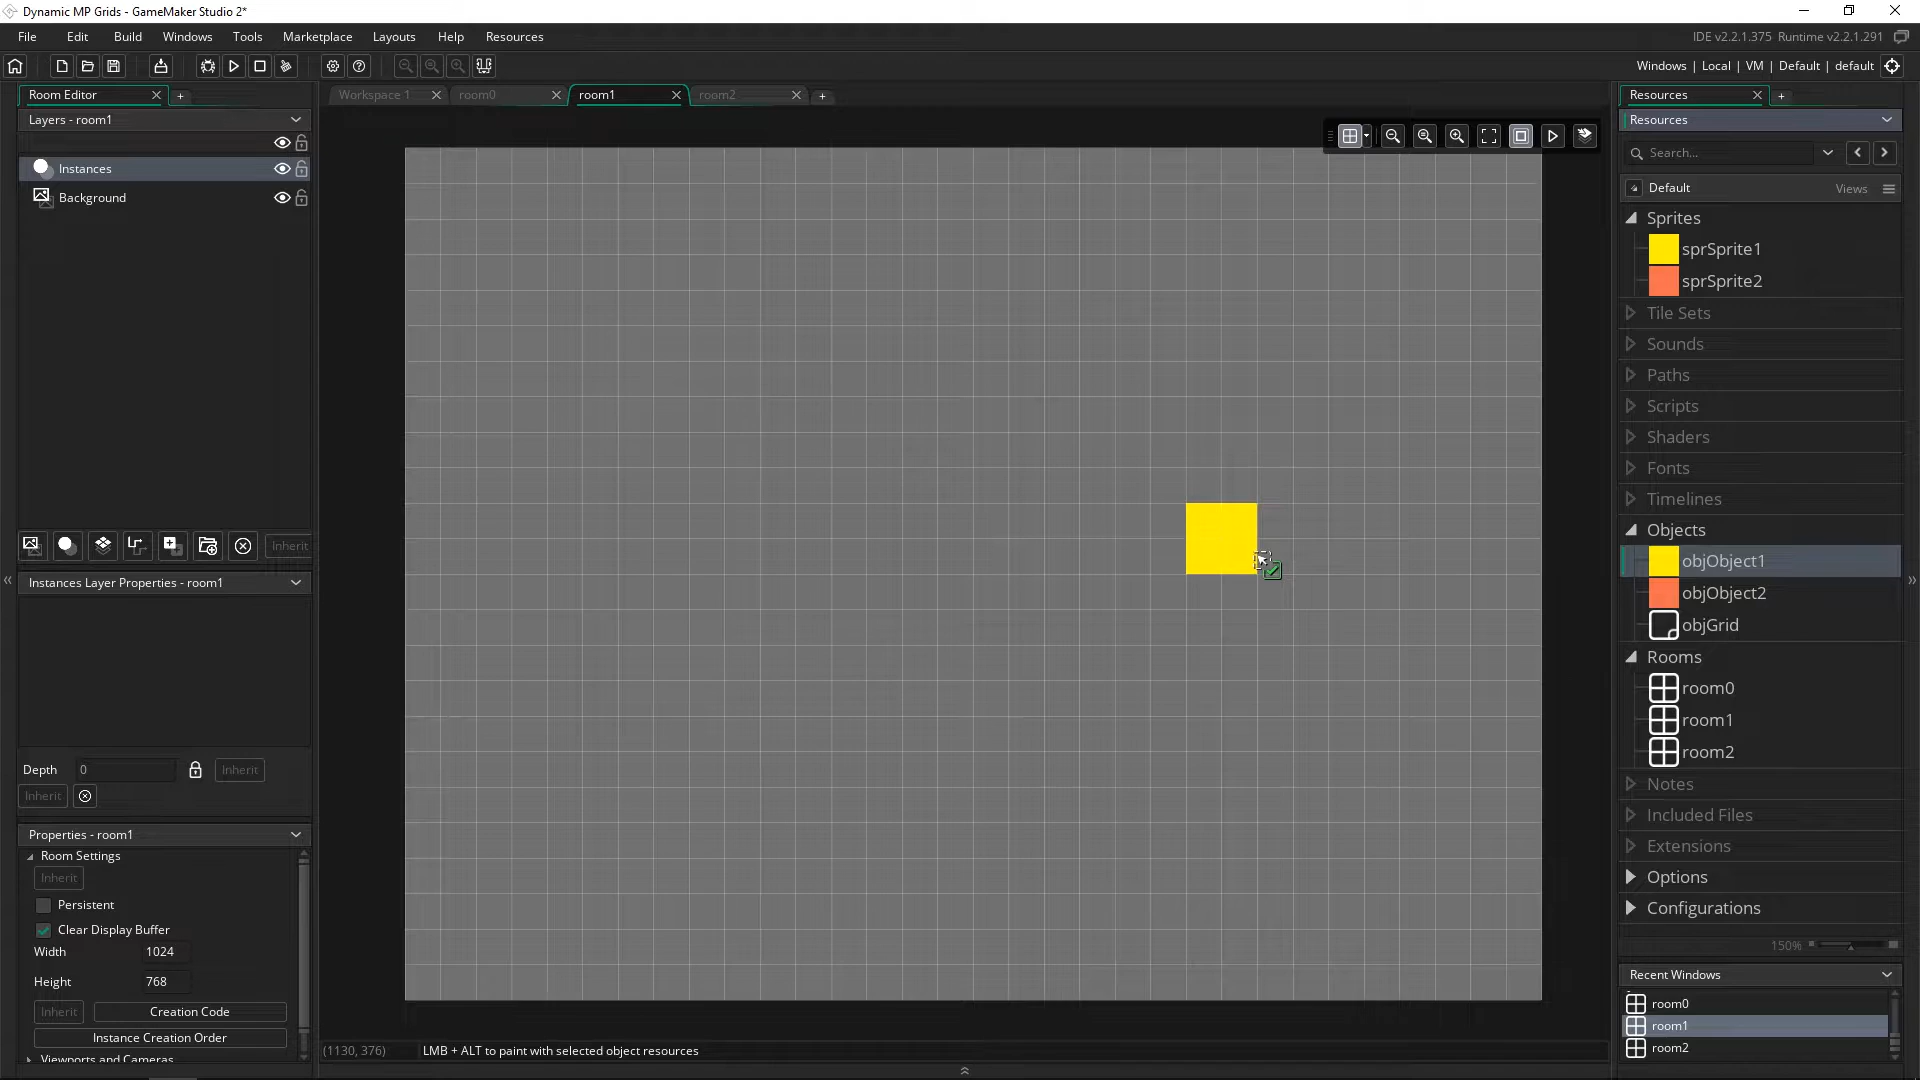 Dynamic MP Grids - GameMaker Studio 2*
File Edit Build Windows Tools Marketplace Layouts Help Resources
IDE v2.2.1.375 Runtime v2.2.1.291
Windows | Local | VM | Default | default
Room Editor
Layers - room1
Instances
Background
Inherit
Instances Layer Properties - room1
Depth 0 Inherit
Inherit
Properties - room1
Room Settings
Inherit
Persistent
Clear Display Buffer
Width 1024
Height 768
Inherit Creation Code
Instance Creation Order
Viewports and Cameras
Workspace 1 room0 room1 room2
(1130, 376) LMB + ALT to paint with selected object resources
Resources
Resources
Search...
Default Views
Sprites
sprSprite1
sprSprite2
Tile Sets
Sounds
Paths
Scripts
Shaders
Fonts
Timelines
Objects
objObject1
objObject2
objGrid
Rooms
room0
room1
room2
Notes
Included Files
Extensions
Options
Configurations
150%
Recent Windows
room0
room1
room2